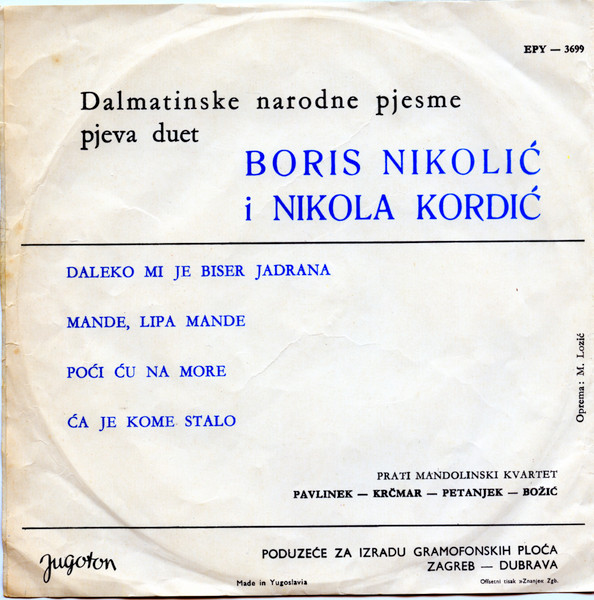 EPY — 3699
Dalmatinske narodne pjesme
pjeva duet
BORIS NIKOLIĆ
i NIKOLA KORDIĆ
DALEKO MI JE BISER JADRANA
MANDE, LIPA MANDE
POĆI ĆU NA MORE
ĆA JE KOME STALO
Oprema: M. Lozić
PRATI MANDOLINSKI KVARTET
PAVLINEK — KRČMAR — PETANJEK — BOŽIĆ
jugoton
PODUZEĆE ZA IZRADU GRAMOFONSKIH PLOČA
ZAGREB — DUBRAVA
Made in Yugoslavia
Offsetni tisak »Znanje« Zgb.